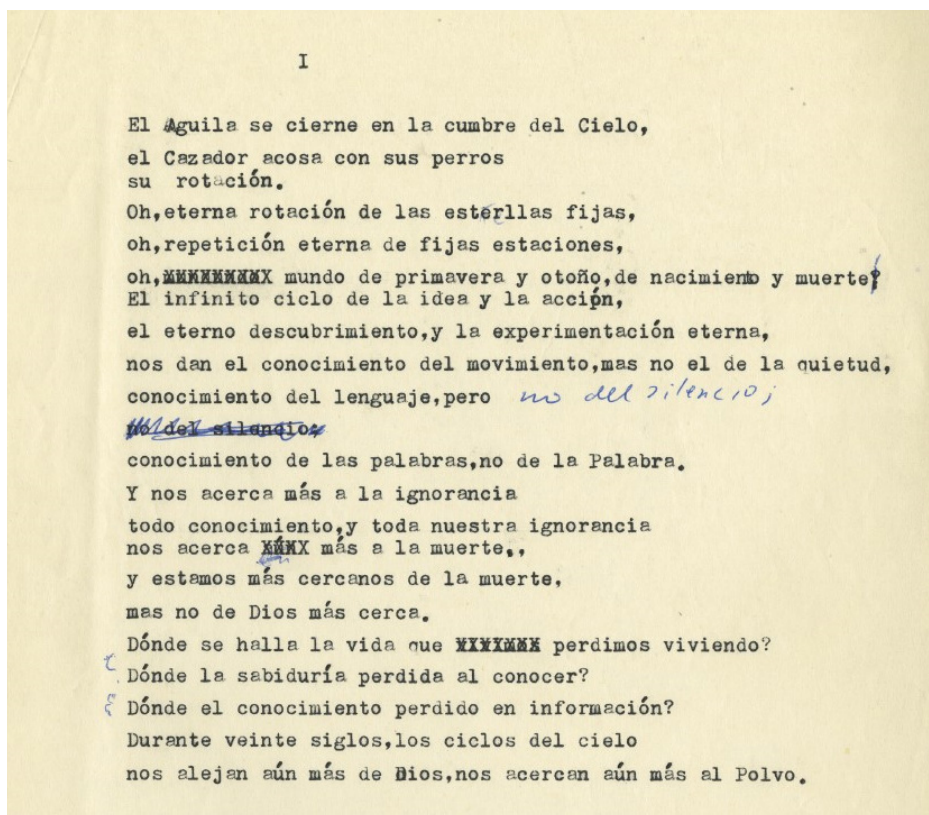 I
El Aguila se cierne en la cumbre del Cielo,
el Cazador acosa con sus perros
su rotación.
Oh,eterna rotación de las esterllas fijas,
oh,repetición eterna de fijas estaciones,
oh, mundo de primavera y otoño,de nacimiento y muerte!
El infinito ciclo de la idea y la acción,
el eterno descubrimiento,y la experimentación eterna,
nos dan el conocimiento del movimiento,mas no el de la quietud,
conocimiento del lenguaje,pero no del silencio;
no del silencio:
conocimiento de las palabras,no de la Palabra.
Y nos acerca más a la ignorancia
todo conocimiento,y toda nuestra ignorancia
nos acerca más a la muerte,,
y estamos más cercanos de la muerte,
mas no de Dios más cerca.
Dónde se halla la vida que perdimos viviendo?
Dónde la sabiduría perdida al conocer?
Dónde el conocimiento perdido en información?
Durante veinte siglos,los ciclos del cielo
nos alejan aún más de Dios,nos acercan aún más al Polvo.